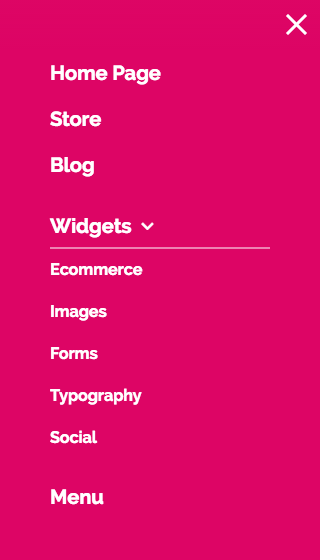 Home Page
Store
Blog
Widgets
Ecommerce
Images
Forms
Typography
Social
Menu